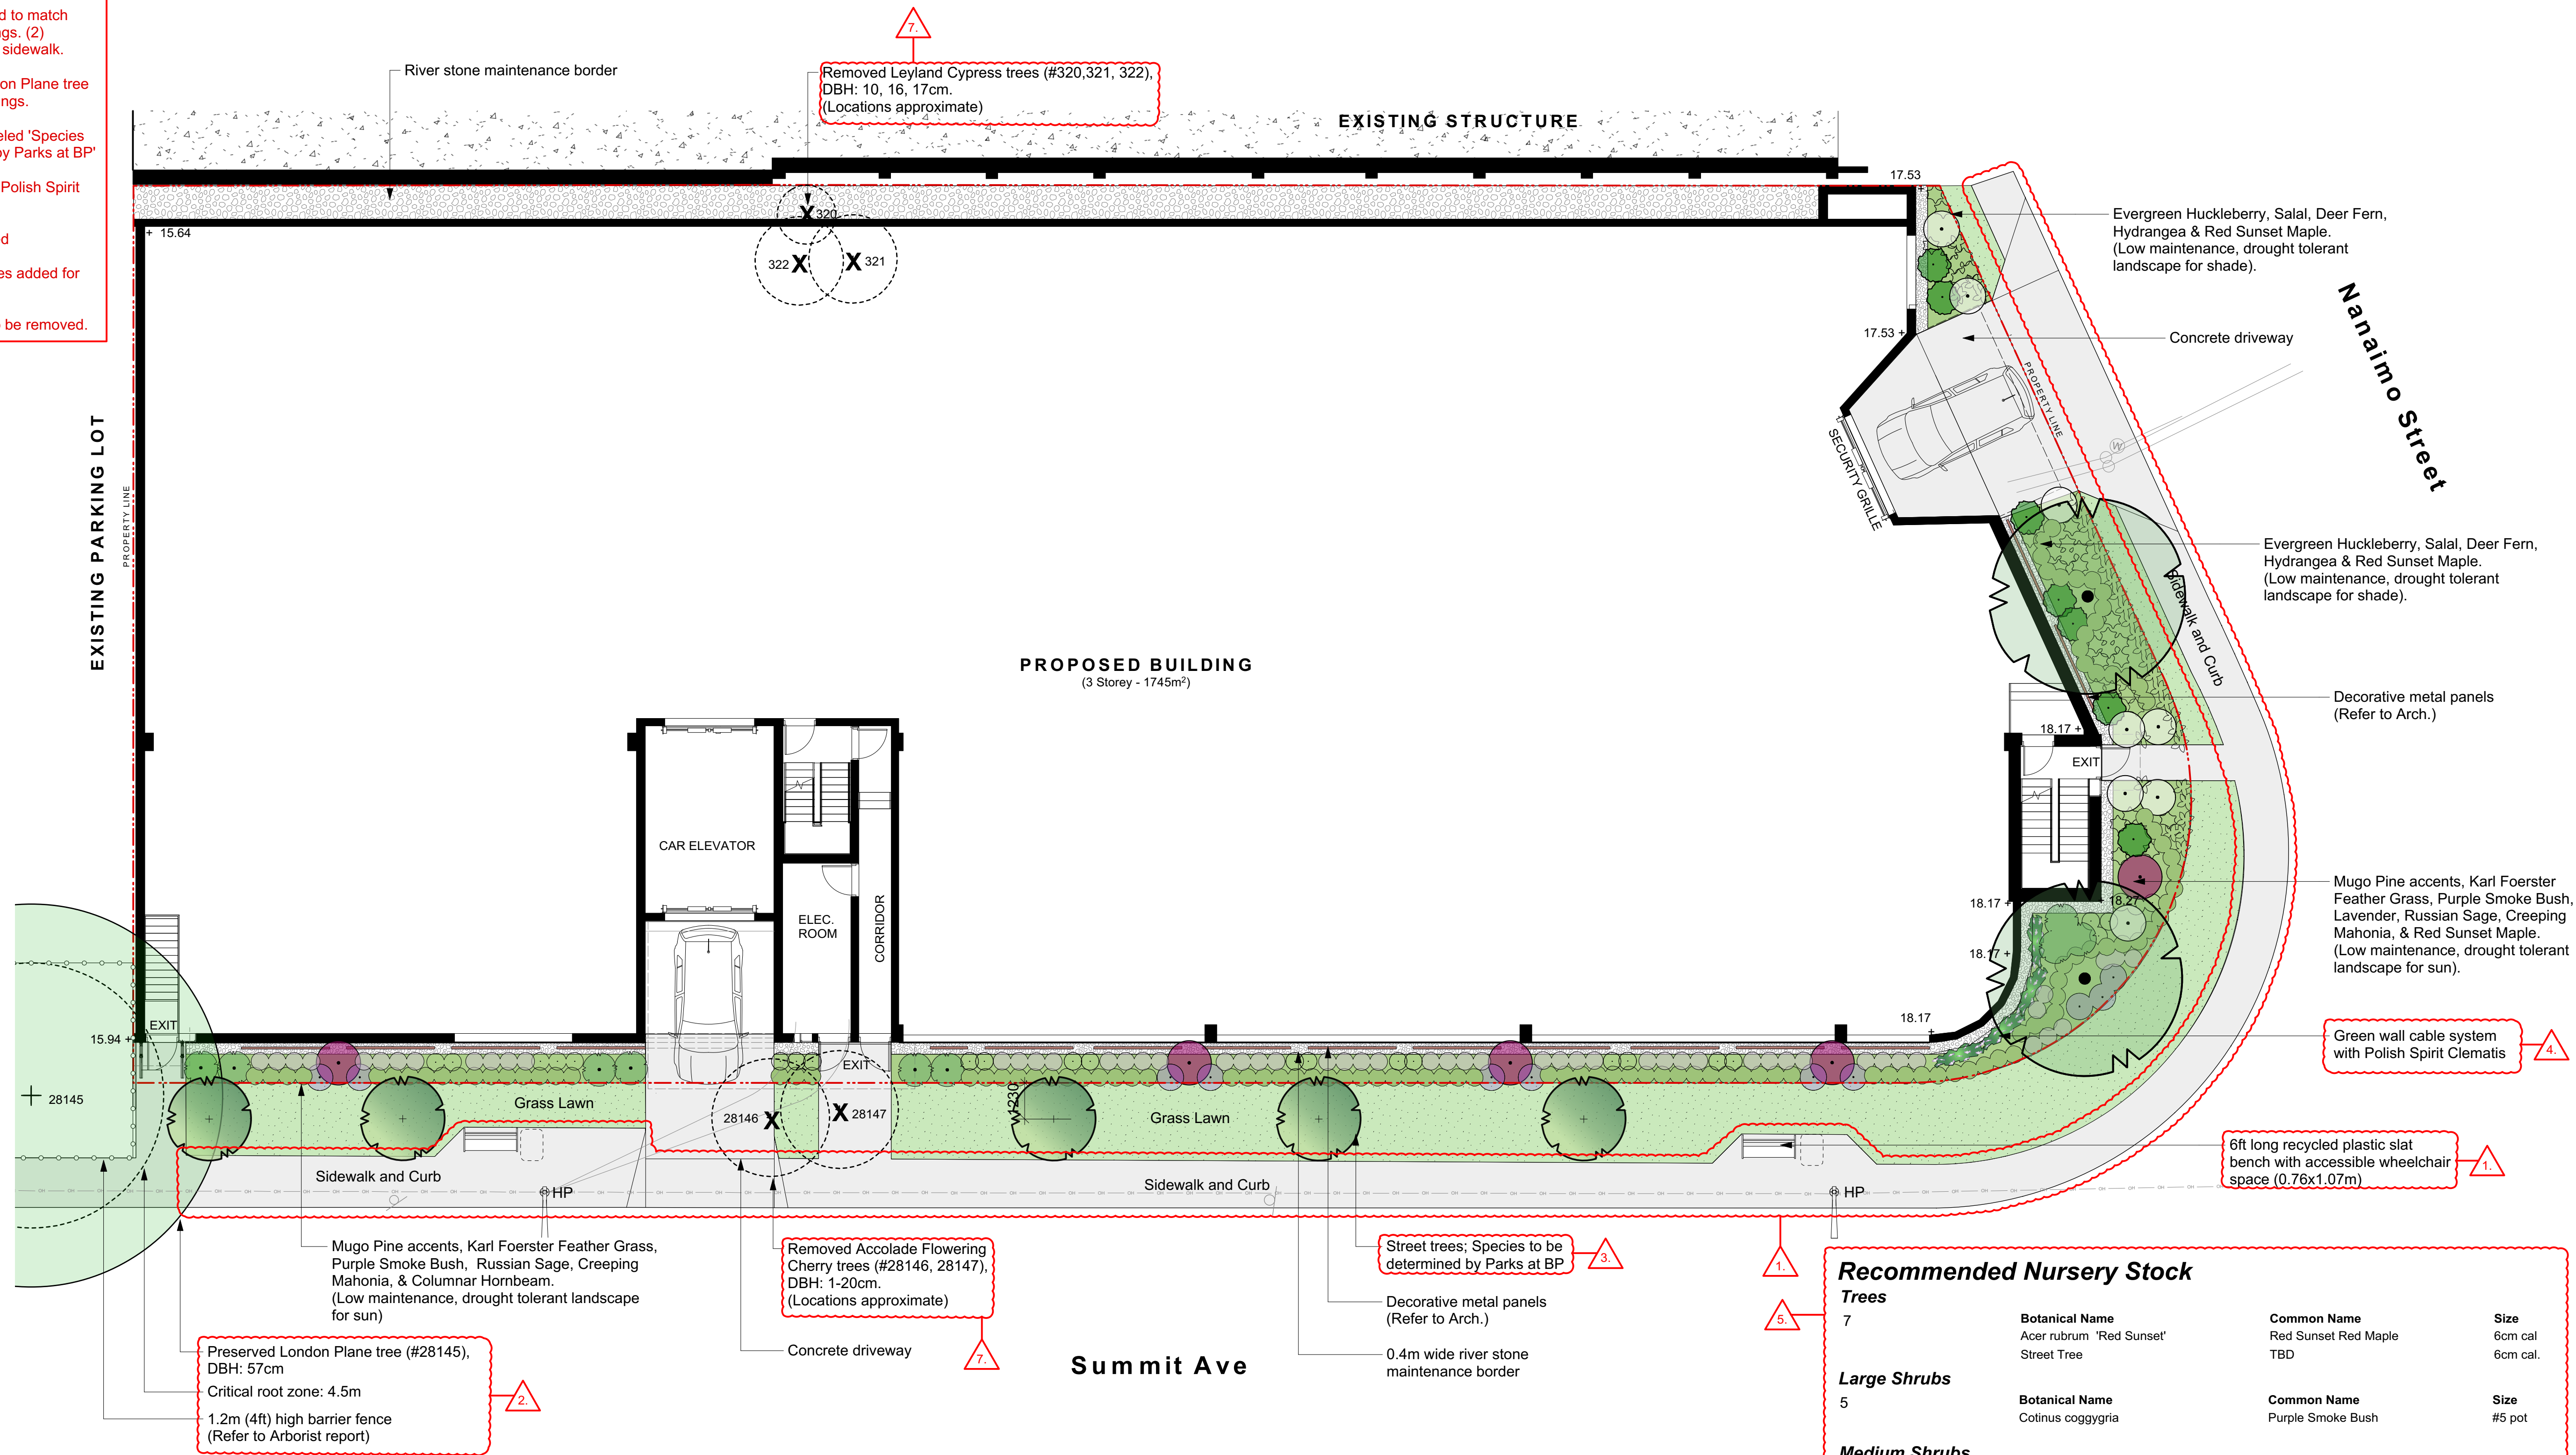 d to match
ngs. (2)
sidewalk.
on Plane tree
ings.
eled 'Species
by Parks at BP'
Polish Spirit
ed
es added for
be removed.
7.
River stone maintenance border
Removed Leyland Cypress trees (#320,321, 322),
DBH: 10, 16, 17cm.
(Locations approximate)
EXISTING STRUCTURE
17.53
320
322
321
+ 15.64
Evergreen Huckleberry, Salal, Deer Fern,
Hydrangea & Red Sunset Maple.
(Low maintenance, drought tolerant
landscape for shade).
17.53 +
Concrete driveway
Nanaimo Street
PROPERTY LINE
SECURITY GRILLE
EXISTING PARKING LOT
PROPERTY LINE
Evergreen Huckleberry, Salal, Deer Fern,
Hydrangea & Red Sunset Maple.
(Low maintenance, drought tolerant
landscape for shade).
Sidewalk and Curb
PROPOSED BUILDING
(3 Storey - 1745m²)
Decorative metal panels
(Refer to Arch.)
18.17 +
EXIT
CAR ELEVATOR
ELEC.
ROOM
CORRIDOR
18.17 +
18.27
18.17 +
18.17
Mugo Pine accents, Karl Foerster
Feather Grass, Purple Smoke Bush,
Lavender, Russian Sage, Creeping
Mahonia, & Red Sunset Maple.
(Low maintenance, drought tolerant
landscape for sun).
Green wall cable system
with Polish Spirit Clematis
4.
EXIT
15.94 +
28145
EXIT
Grass Lawn
28146
28147
1230
Grass Lawn
6ft long recycled plastic slat
bench with accessible wheelchair
space (0.76x1.07m)
1.
Sidewalk and Curb
HP
Sidewalk and Curb
HP
OH
Mugo Pine accents, Karl Foerster Feather Grass,
Purple Smoke Bush, Russian Sage, Creeping
Mahonia, & Columnar Hornbeam.
(Low maintenance, drought tolerant landscape
for sun)
Removed Accolade Flowering
Cherry trees (#28146, 28147),
DBH: 1-20cm.
(Locations approximate)
7.
Concrete driveway
Street trees; Species to be
determined by Parks at BP
3.
Decorative metal panels
(Refer to Arch.)
0.4m wide river stone
maintenance border
1.
Preserved London Plane tree (#28145),
DBH: 57cm
Critical root zone: 4.5m
1.2m (4ft) high barrier fence
(Refer to Arborist report)
2.
Summit Ave
5.
Recommended Nursery Stock
Trees
7 Botanical Name Common Name Size
Acer rubrum 'Red Sunset' Red Sunset Red Maple 6cm cal
Street Tree TBD 6cm cal.
Large Shrubs
5 Botanical Name Common Name Size
Cotinus coggygria Purple Smoke Bush #5 pot
Medium Shrubs